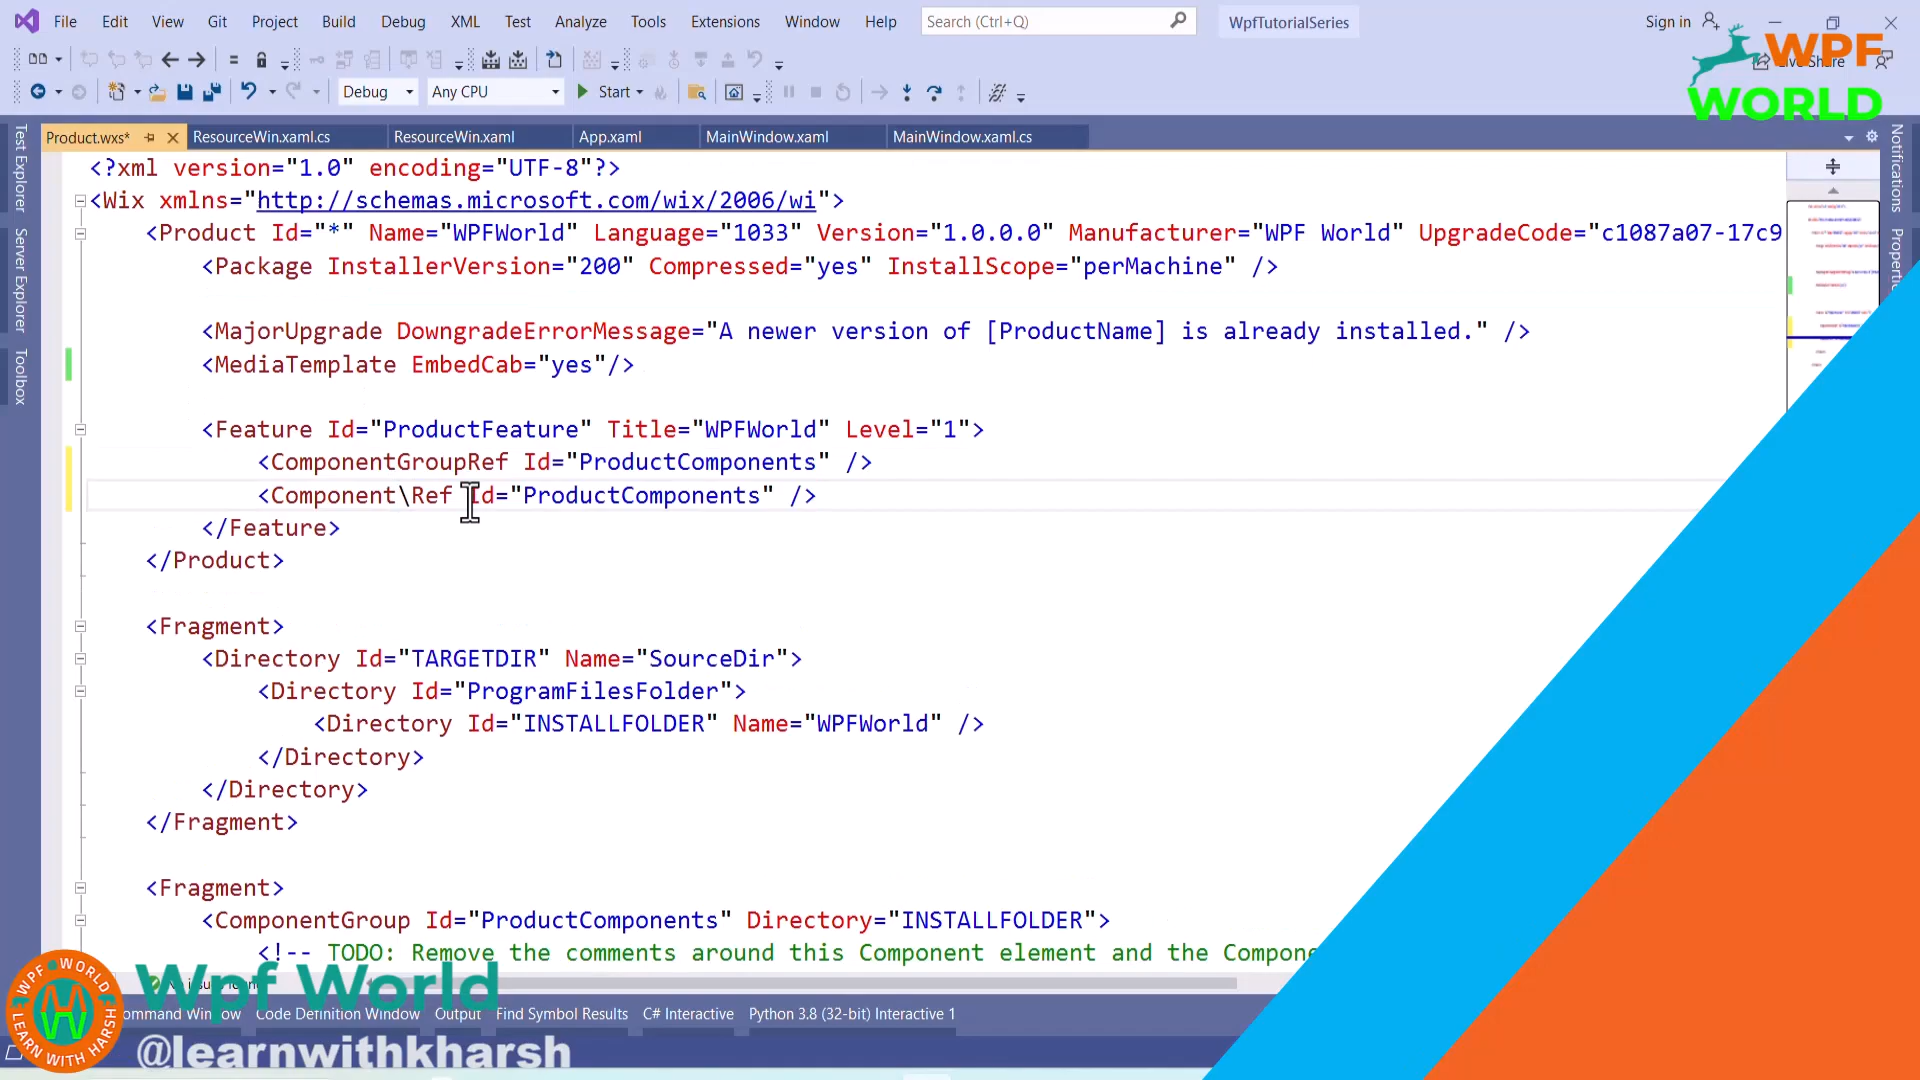 File Edit View Git Project Build Debug XML Test Analyze Tools Extensions Window Help Search (Ctrl+Q) WpfTutorialSeries Sign in
WPF
WORLD
Live Share
Debug Any CPU Start
Product.wxs* ResourceWin.xaml.cs ResourceWin.xaml App.xaml MainWindow.xaml MainWindow.xaml.cs
Test Explorer
Server Explorer
Toolbox
Notifications
<?xml version="1.0" encoding="UTF-8"?>
<Wix xmlns="http://schemas.microsoft.com/wix/2006/wi">
<Product Id="*" Name="WPFWorld" Language="1033" Version="1.0.0.0" Manufacturer="WPF World" UpgradeCode="c1087a07-17c9
<Package InstallerVersion="200" Compressed="yes" InstallScope="perMachine" />
<MajorUpgrade DowngradeErrorMessage="A newer version of [ProductName] is already installed." />
<MediaTemplate EmbedCab="yes"/>
<Feature Id="ProductFeature" Title="WPFWorld" Level="1">
<ComponentGroupRef Id="ProductComponents" />
<Component\Ref Id="ProductComponents" />
</Feature>
</Product>
<Fragment>
<Directory Id="TARGETDIR" Name="SourceDir">
<Directory Id="ProgramFilesFolder">
<Directory Id="INSTALLFOLDER" Name="WPFWorld" />
</Directory>
</Directory>
</Fragment>
<Fragment>
<ComponentGroup Id="ProductComponents" Directory="INSTALLFOLDER">
<!-- TODO: Remove the comments around this Component element and the Compone
WPF WORLD
LEARN WITH HARSH
Wpf World
Window Code Definition Window Output Find Symbol Results C# Interactive Python 3.8 (32-bit) Interactive 1
@learnwithkharsh